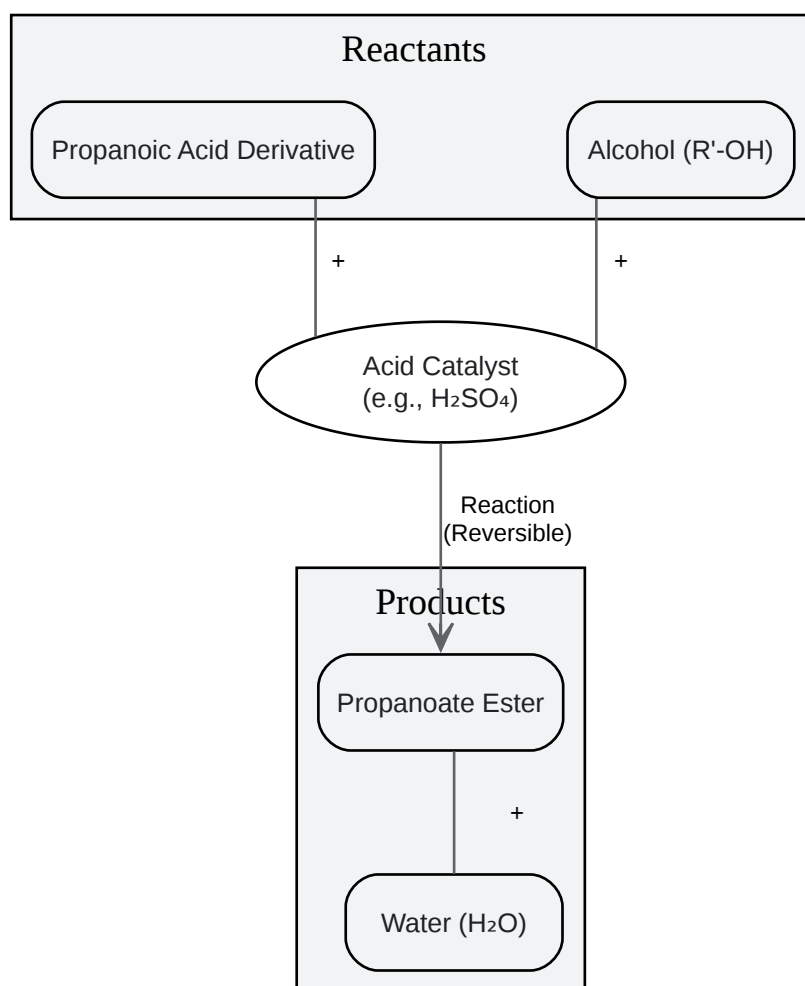 Reactants
Propanoic Acid Derivative
Alcohol (R'-OH)
+
+
Acid Catalyst
(e.g., H₂SO₄)
Reaction
(Reversible)
Products
Propanoate Ester
+
Water (H₂O)